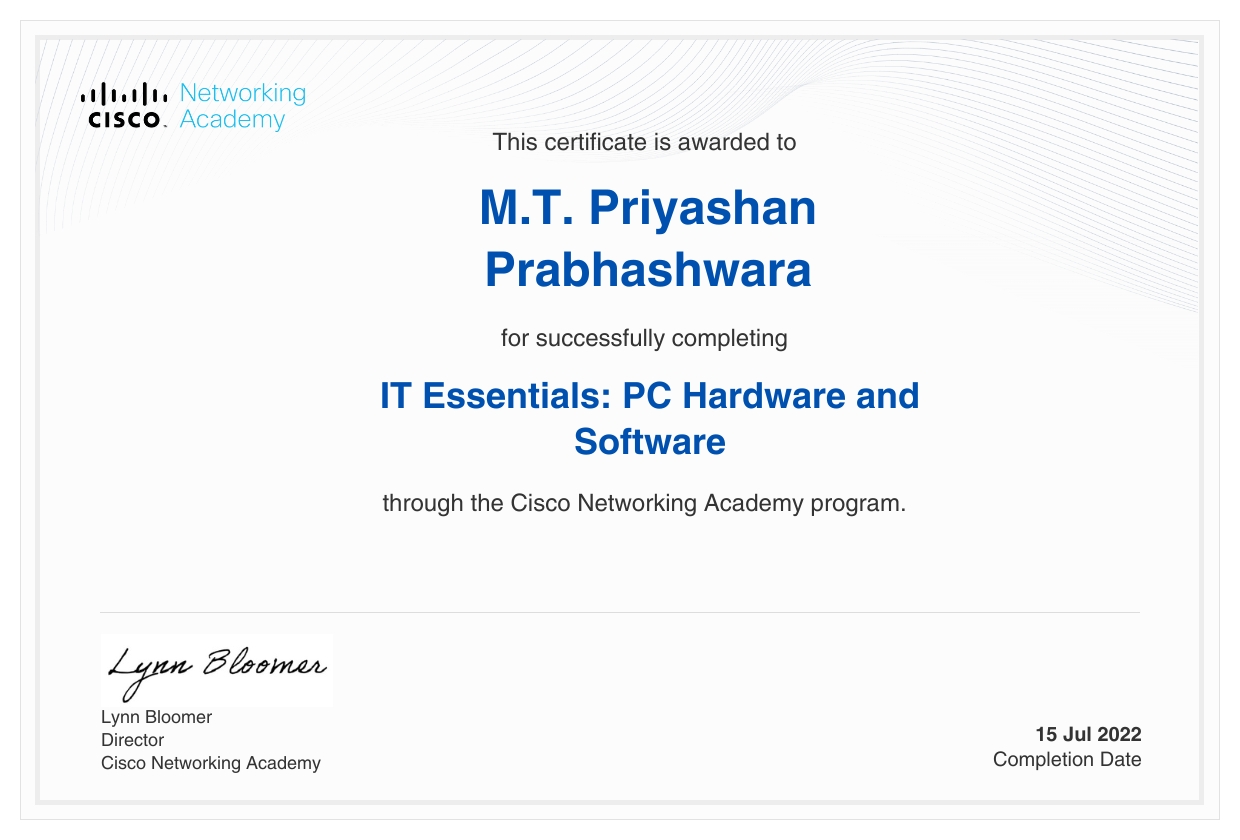 Networking
CISCO Academy
This certificate is awarded to
M.T. Priyashan
Prabhashwara
for successfully completing
IT Essentials: PC Hardware and
Software
through the Cisco Networking Academy program.
Lynn Bloomer
Lynn Bloomer
Director
Cisco Networking Academy
15 Jul 2022
Completion Date